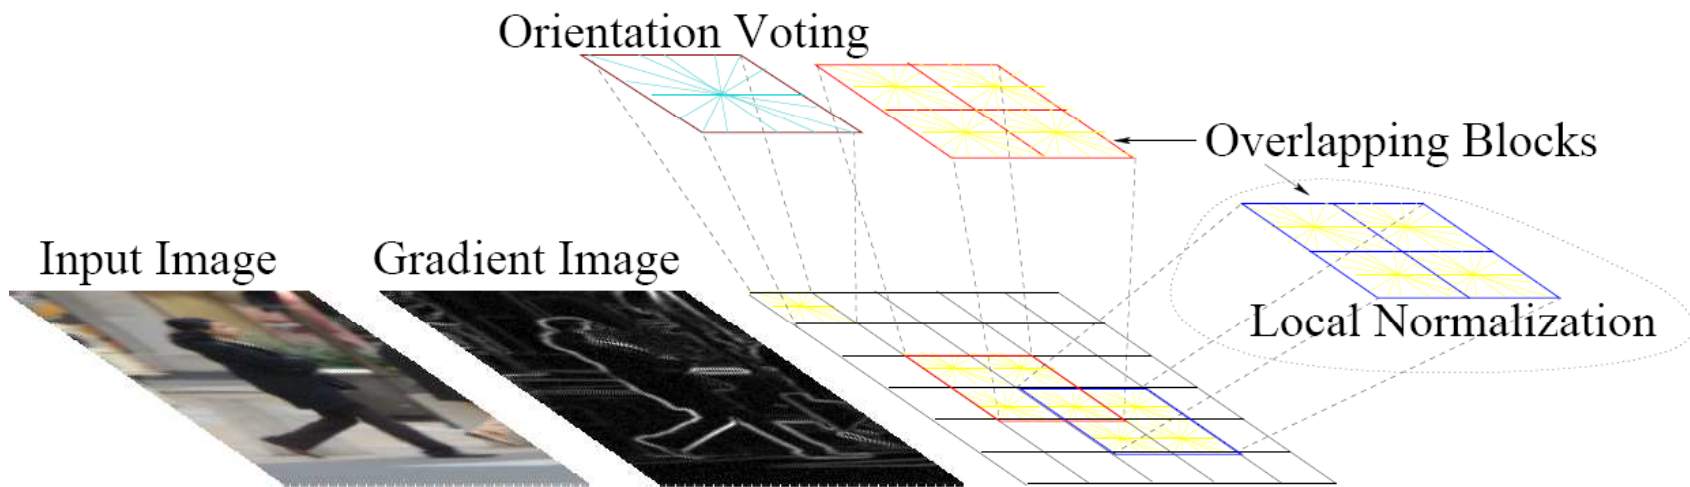 Orientation Voting
Overlapping Blocks
Input Image
Gradient Image
Local Normalization